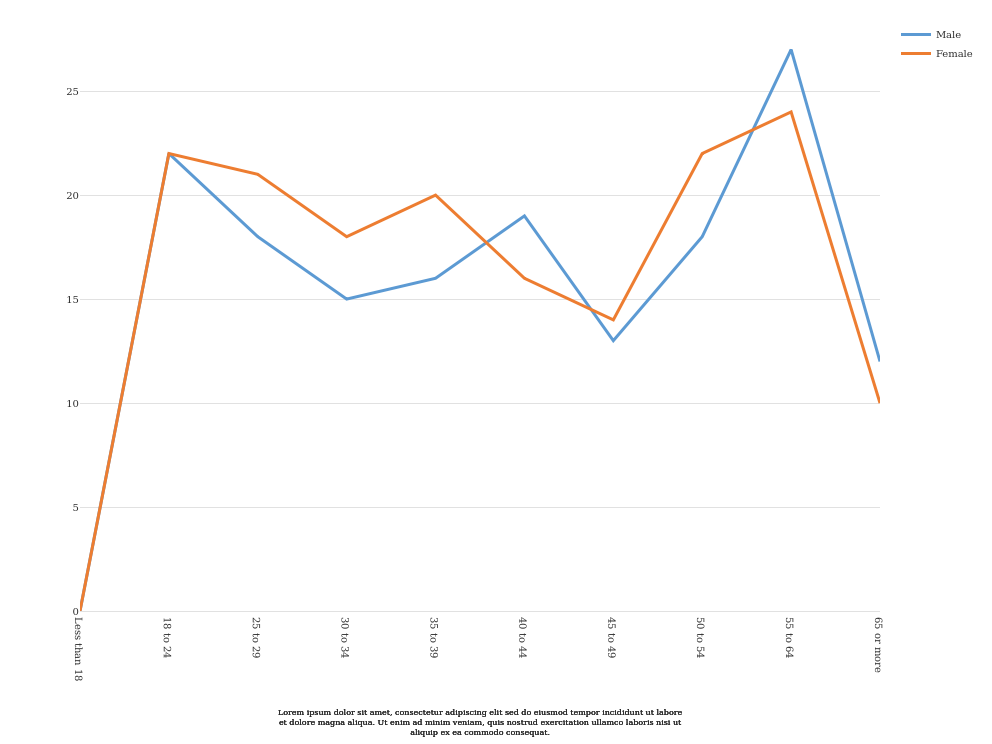 Male
Female
25
20
15
10
5
0
Less than 18
18 to 24
25 to 29
30 to 34
35 to 39
40 to 44
45 to 49
50 to 54
55 to 64
65 or more
Lorem ipsum dolor sit amet, consectetur adipiscing elit sed do eiusmod tempor incididunt ut labore
et dolore magna aliqua. Ut enim ad minim veniam, quis nostrud exercitation ullamco laboris nisi ut
aliquip ex ea commodo consequat.